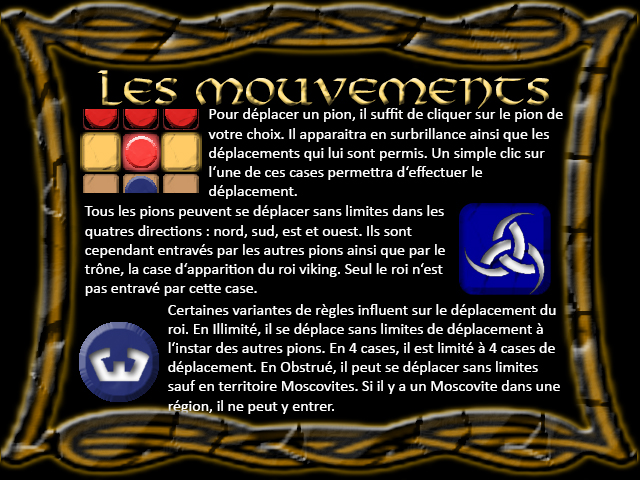 Les mouvements
Pour déplacer un pion, il suffit de cliquer sur le pion de
votre choix. Il apparaitra en surbrillance ainsi que les
déplacements qui lui sont permis. Un simple clic sur
l'une de ces cases permettra d'effectuer le
déplacement.
Tous les pions peuvent se déplacer sans limites dans les
quatres directions : nord, sud, est et ouest. Ils sont
cependant entravés par les autres pions ainsi que par le
trône, la case d'apparition du roi viking. Seul le roi n'est
pas entravé par cette case.
Certaines variantes de règles influent sur le déplacement du
roi. En Illimité, il se déplace sans limites de déplacement à
l'instar des autres pions. En 4 cases, il est limité à 4 cases de
déplacement. En Obstrué, il peut se déplacer sans limites
sauf en territoire Moscovites. Si il y a un Moscovite dans une
région, il ne peut y entrer.